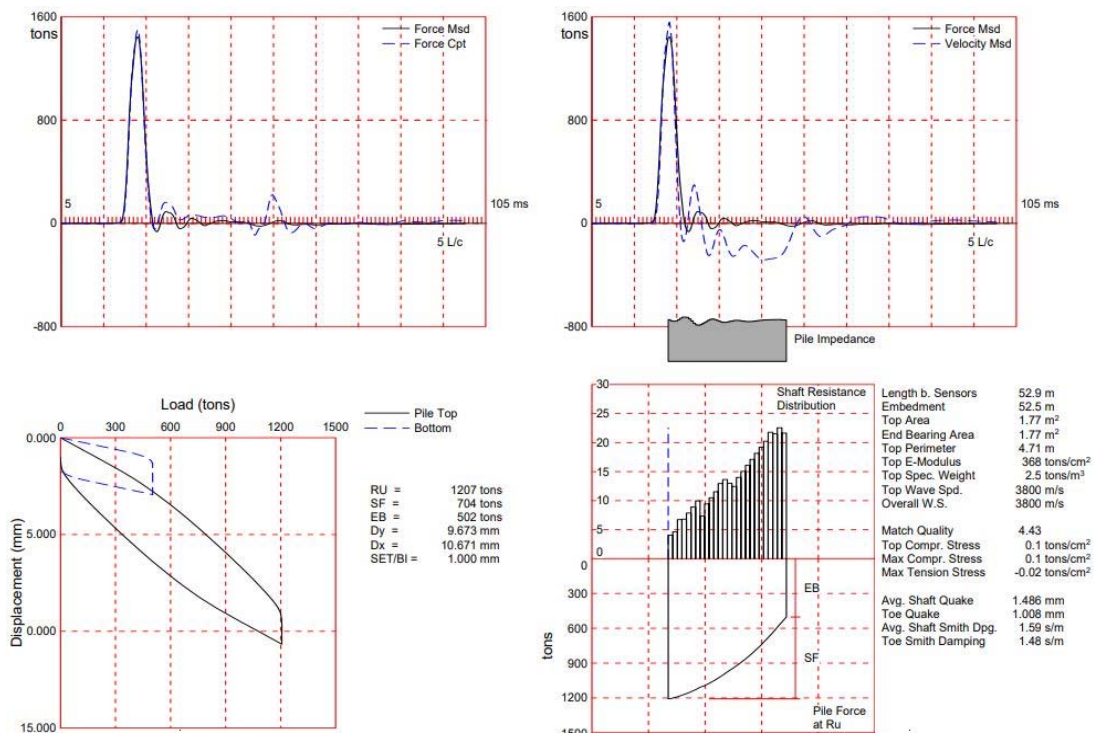 1600
tons
Force Msd
Force Cpt
800
5
0
105 ms
5 L/c
-800
1600
tons
Force Msd
Velocity Msd
800
5
0
105 ms
5 L/c
-800
Pile Impedance
Load (tons)
0 300 600 900 1200 1500
0.000
5.000
0.000
15.000
Displacement (mm)
Pile Top
Bottom
RU = 1207 tons
SF = 704 tons
EB = 502 tons
Dy = 9.673 mm
Dx = 10.671 mm
SET/BI = 1.000 mm
30
Shaft Resistance
Distribution
25
20
15
10
5
0
0
300
600
900
1200
1500
tons
EB
SF
Pile Force
at Ru
Length b. Sensors 52.9 m
Embedment 52.5 m
Top Area 1.77 m²
End Bearing Area 1.77 m²
Top Perimeter 4.71 m
Top E-Modulus 368 tons/cm²
Top Spec. Weight 2.5 tons/m³
Top Wave Spd. 3800 m/s
Overall W.S. 3800 m/s
Match Quality 4.43
Top Compr. Stress 0.1 tons/cm²
Max Compr. Stress 0.1 tons/cm²
Max Tension Stress -0.02 tons/cm²
Avg. Shaft Quake 1.486 mm
Toe Quake 1.008 mm
Avg. Shaft Smith Dpg. 1.59 s/m
Toe Smith Damping 1.48 s/m